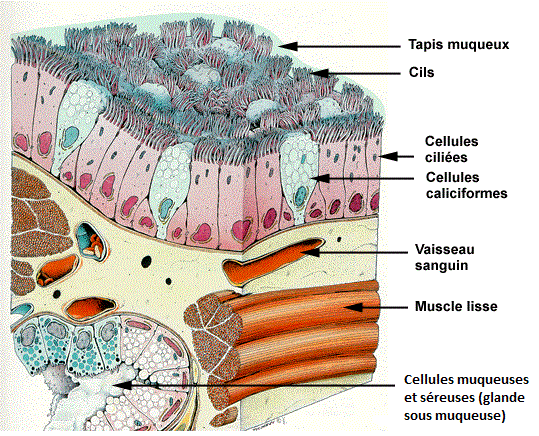 Tapis muqueux
Cils
Cellules
ciliées
Cellules
caliciformes
Vaisseau
sanguin
Muscle lisse
Cellules muqueuses
et séreuses (glande
sous muqueuse)